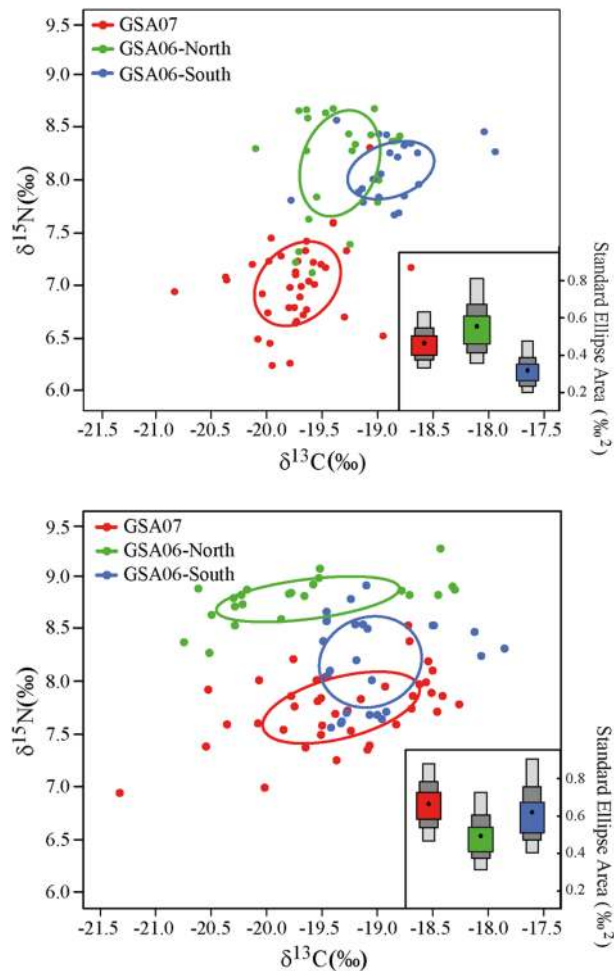 9.5
GSA07
GSA06-North
GSA06-South
9.0
8.5
8.0
7.5
7.0
6.5
6.0
δ15N(‰)
0.8
0.6
0.4
0.2
Standard Ellipse Area (‰²)
-21.5 -21.0 -20.5 -20.0 -19.5 -19.0 -18.5 -18.0 -17.5
δ13C(‰)
9.5
GSA07
GSA06-North
GSA06-South
9.0
8.5
8.0
7.5
7.0
6.5
6.0
δ15N(‰)
0.8
0.6
0.4
0.2
Standard Ellipse Area (‰²)
-21.5 -21.0 -20.5 -20.0 -19.5 -19.0 -18.5 -18.0 -17.5
δ13C(‰)